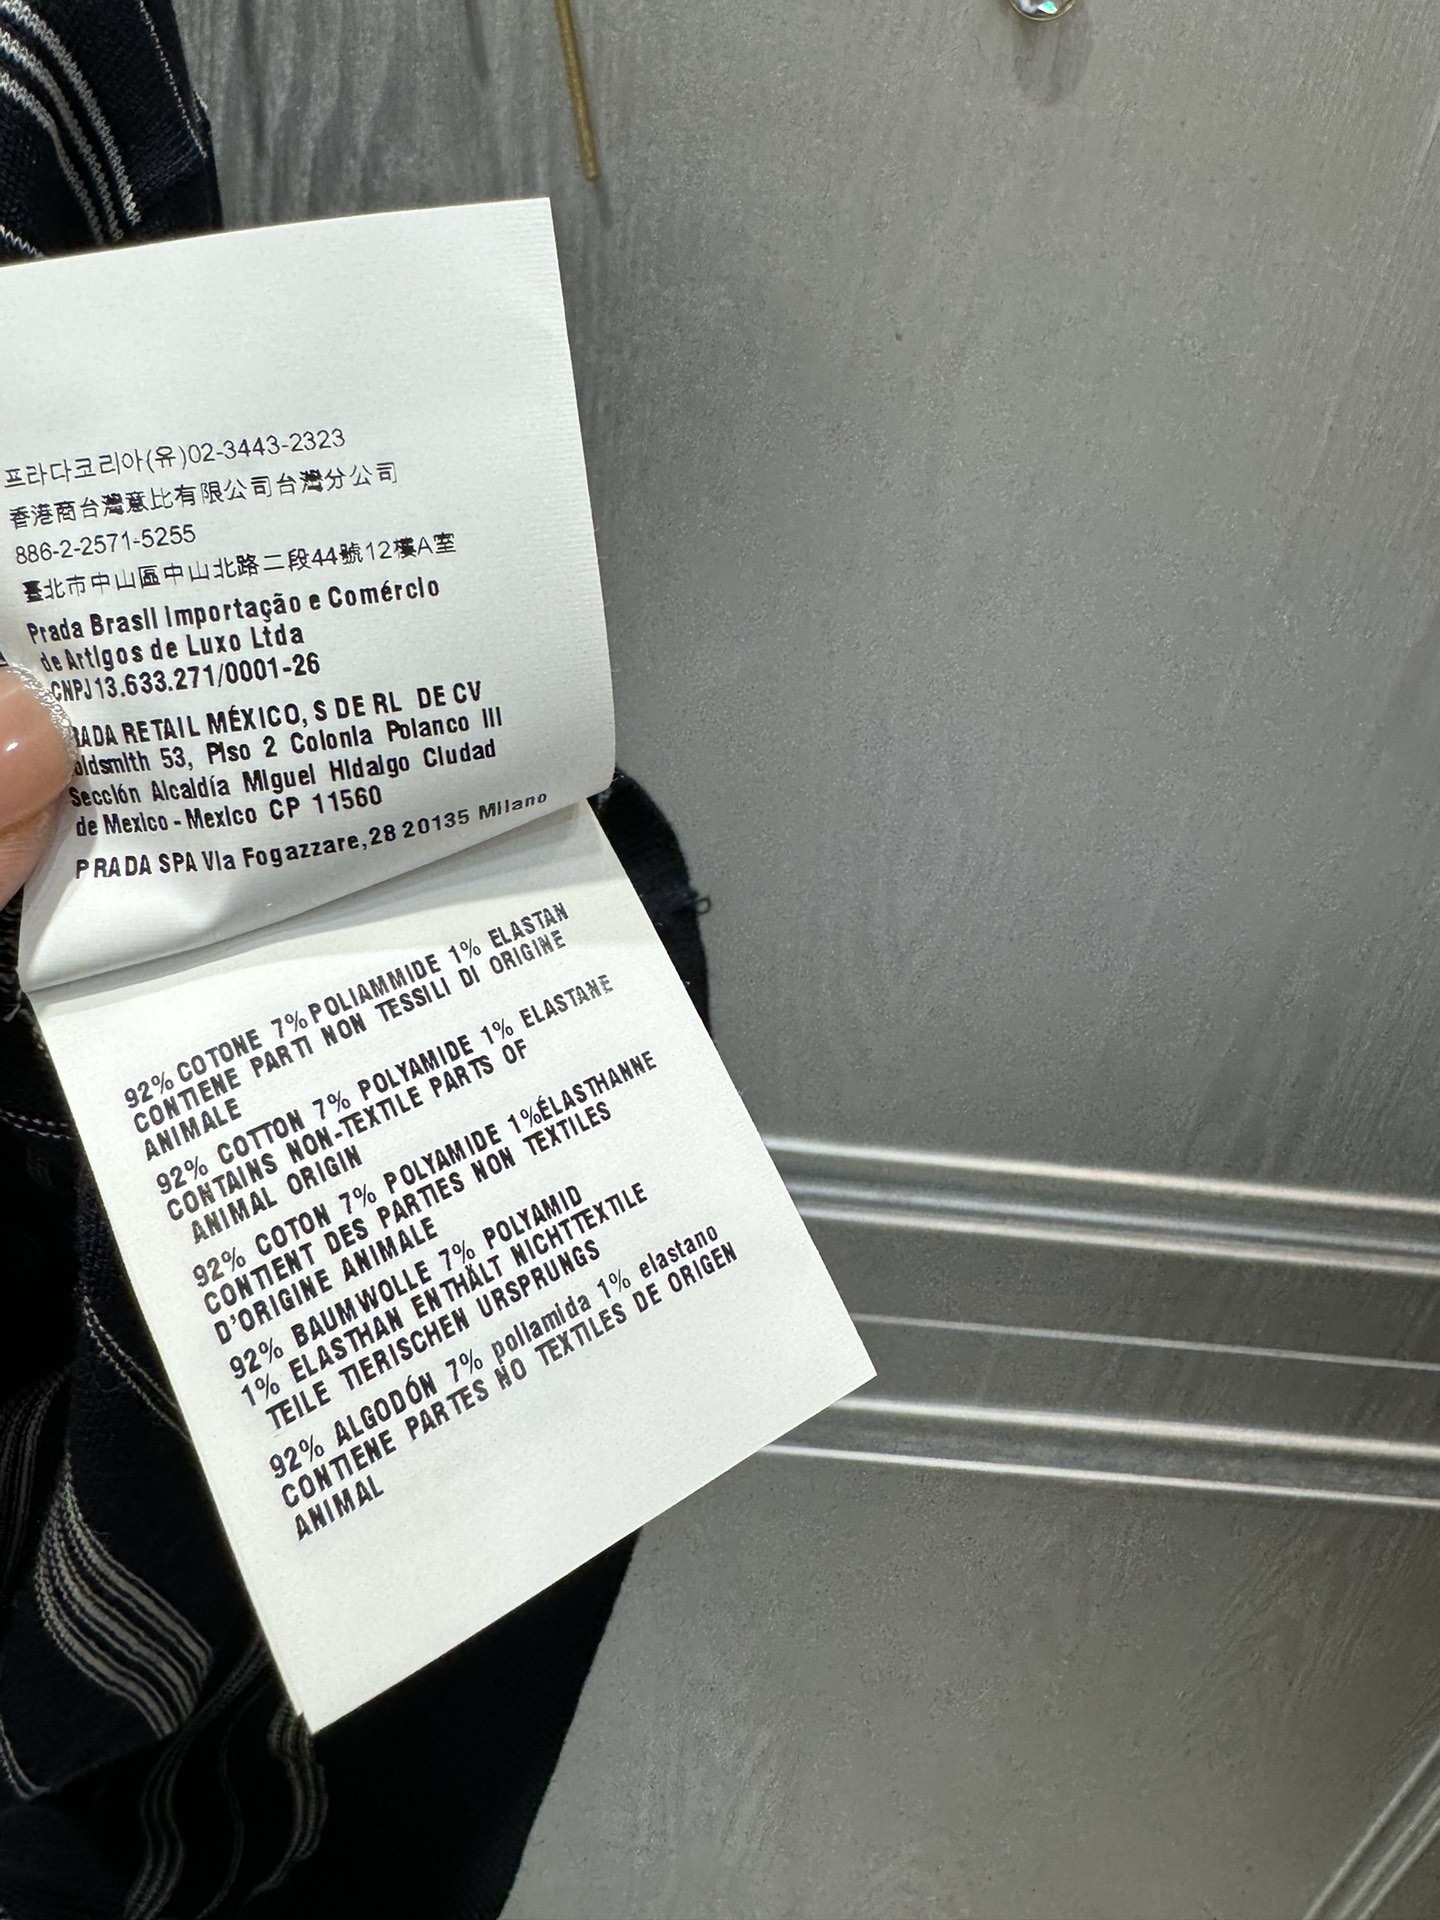 프라다코리아(유)02-3443-2323
香港商台灣意比有限公司台灣分公司
886-2-2571-5255
臺北市中山區中山北路二段44號12樓A室
Prada Brasil Importação e Comércio
de Artigos de Luxo Ltda
CNPJ13.633.271/0001-26
RADA RETAIL MÉXICO, S DE RL DE CV
oldsmith 53, Piso 2 Colonia Polanco III
Sección Alcaldía Miguel Hidalgo Ciudad
de Mexico - Mexico CP 11560
PRADA SPA Via Fogazzare,28 20135 Milano
92% COTONE 7% POLIAMMIDE 1% ELASTAN
CONTIENE PARTI NON TESSILI DI ORIGINE
ANIMALE
92% COTTON 7% POLYAMIDE 1% ELASTANE
CONTAINS NON-TEXTILE PARTS OF
ANIMAL ORIGIN
92% COTON 7% POLYAMIDE 1%ÉLASTHANNE
CONTIENT DES PARTIES NON TEXTILES
D'ORIGINE ANIMALE
92% BAUMWOLLE 7% POLYAMID
1% ELASTHAN ENTHÄLT NICHTTEXTILE
TEILE TIERISCHEN URSPRUNGS
92% ALGODÓN 7% poliamida 1% elastano
CONTIENE PARTES NO TEXTILES DE ORIGEN
ANIMAL